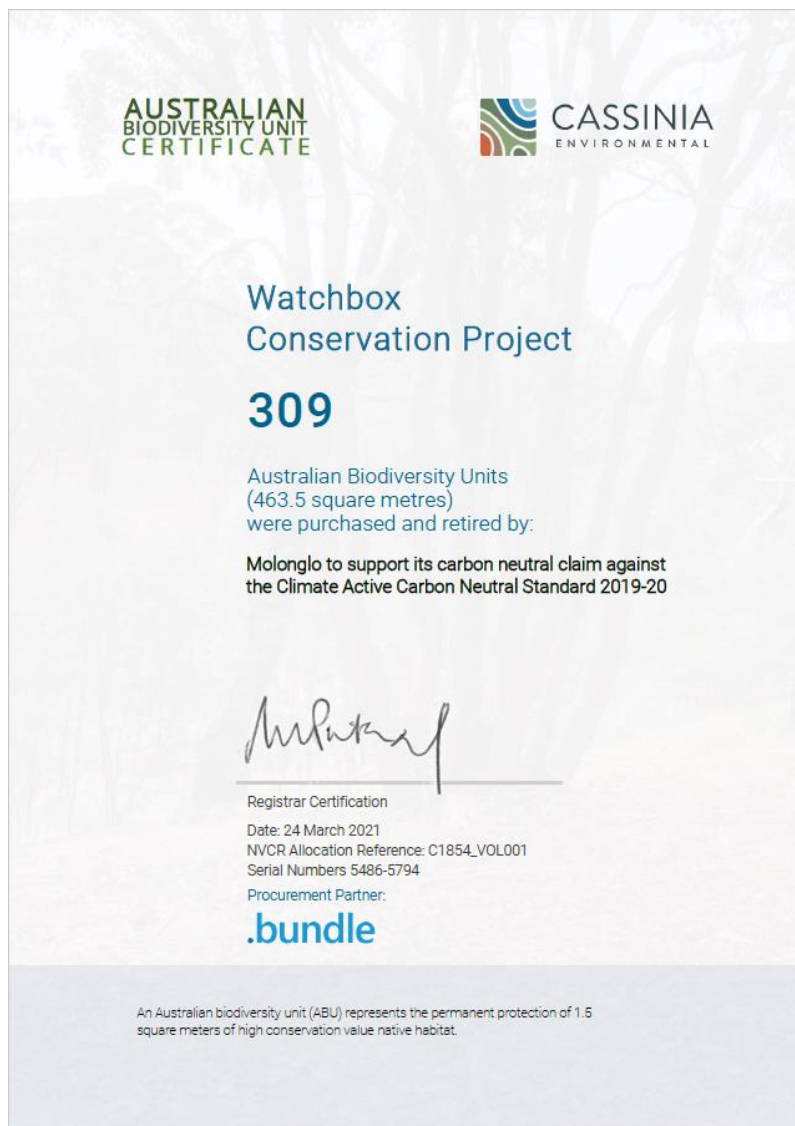 AUSTRALIAN
BIODIVERSITY UNIT
CERTIFICATE
CASSINIA
ENVIRONMENTAL
Watchbox
Conservation Project
309
Australian Biodiversity Units
(463.5 square metres)
were purchased and retired by:
Molonglo to support its carbon neutral claim against
the Climate Active Carbon Neutral Standard 2019-20
Registrar Certification
Date: 24 March 2021
NVCR Allocation Reference: C1854_VOL001
Serial Numbers 5486-5794
Procurement Partner:
.bundle
An Australian biodiversity unit (ABU) represents the permanent protection of 1.5
square meters of high conservation value native habitat.